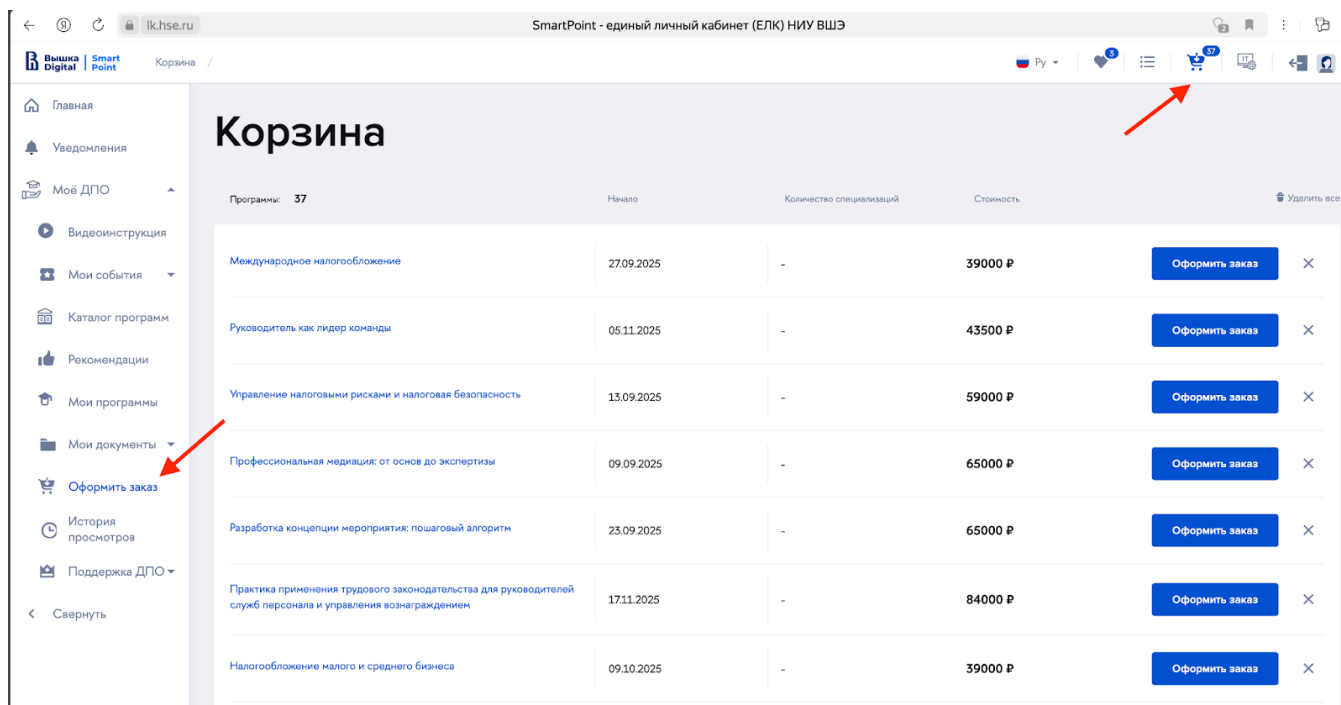 lk.hse.ru
SmartPoint - единый личный кабинет (ЕЛК) НИУ ВШЭ
2
Вышка Digital | Smart Point
Корзина /
Ру
3
37
IT
Главная
Уведомления
Моё ДПО
Видеоинструкция
Мои события
Каталог программ
Рекомендации
Мои программы
Мои документы
Оформить заказ
История
просмотров
Поддержка ДПО
Свернуть
Корзина
Программы: 37 Начало Количество специализаций Стоимость Удалить все
Международное налогообложение 27.09.2025 - 39000 ₽ Оформить заказ
Руководитель как лидер команды 05.11.2025 - 43500 ₽ Оформить заказ
Управление налоговыми рисками и налоговая безопасность 13.09.2025 - 59000 ₽ Оформить заказ
Профессиональная медиация: от основ до экспертизы 09.09.2025 - 65000 ₽ Оформить заказ
Разработка концепции мероприятия: пошаговый алгоритм 23.09.2025 - 65000 ₽ Оформить заказ
Практика применения трудового законодательства для руководителей
служб персонала и управления вознаграждением 17.11.2025 - 84000 ₽ Оформить заказ
Налогообложение малого и среднего бизнеса 09.10.2025 - 39000 ₽ Оформить заказ